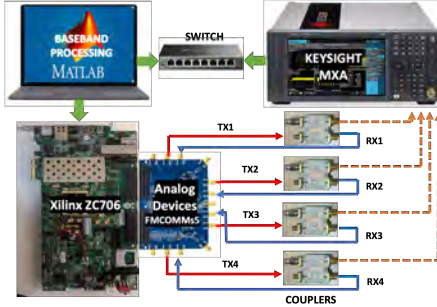 BASEBAND
PROCESSING
MATLAB
SWITCH
KEYSIGHT
MXA
TX1
RX1
TX2
RX2
TX3
RX3
TX4
RX4
Xilinx ZC706
Analog
Devices
FMCOMMs5
COUPLERS